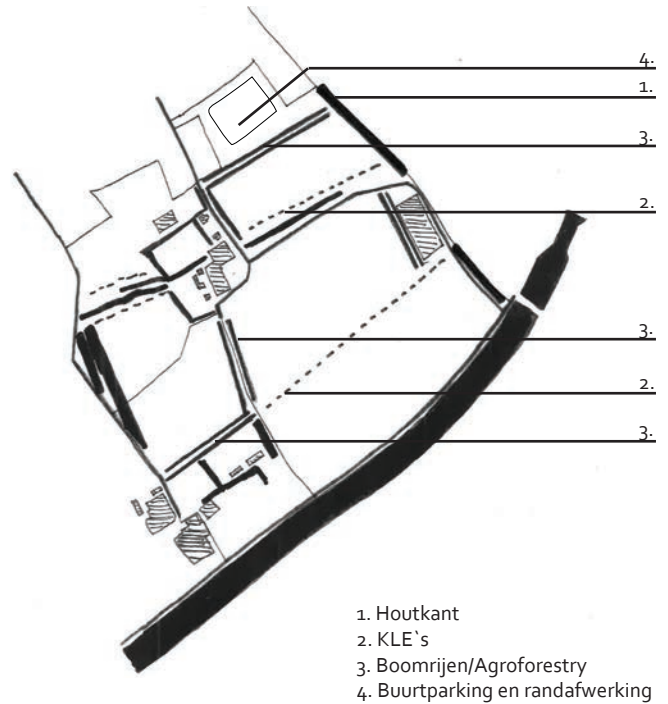 4.
1.
3.
2.
3.
2.
3.
1. Houtkant
2. KLE`s
3. Boomrijen/Agroforestry
4. Buurtparking en randafwerking